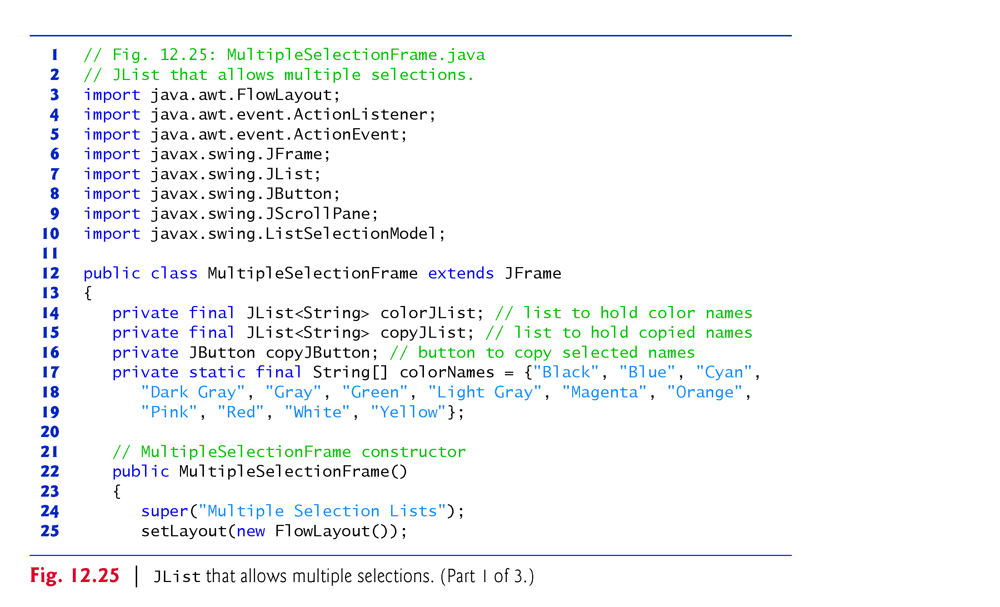 1 // Fig. 12.25: MultipleSelectionFrame.java
2 // JList that allows multiple selections.
3 import java.awt.FlowLayout;
4 import java.awt.event.ActionListener;
5 import java.awt.event.ActionEvent;
6 import javax.swing.JFrame;
7 import javax.swing.JList;
8 import javax.swing.JButton;
9 import javax.swing.JScrollPane;
10 import javax.swing.ListSelectionModel;
11
12 public class MultipleSelectionFrame extends JFrame
13 {
14    private final JList<String> colorJList; // list to hold color names
15    private final JList<String> copyJList; // list to hold copied names
16    private JButton copyJButton; // button to copy selected names
17    private static final String[] colorNames = {"Black", "Blue", "Cyan",
18       "Dark Gray", "Gray", "Green", "Light Gray", "Magenta", "Orange",
19       "Pink", "Red", "White", "Yellow"};
20
21    // MultipleSelectionFrame constructor
22    public MultipleSelectionFrame()
23    {
24       super("Multiple Selection Lists");
25       setLayout(new FlowLayout());
Fig. 12.25 | JList that allows multiple selections. (Part 1 of 3.)